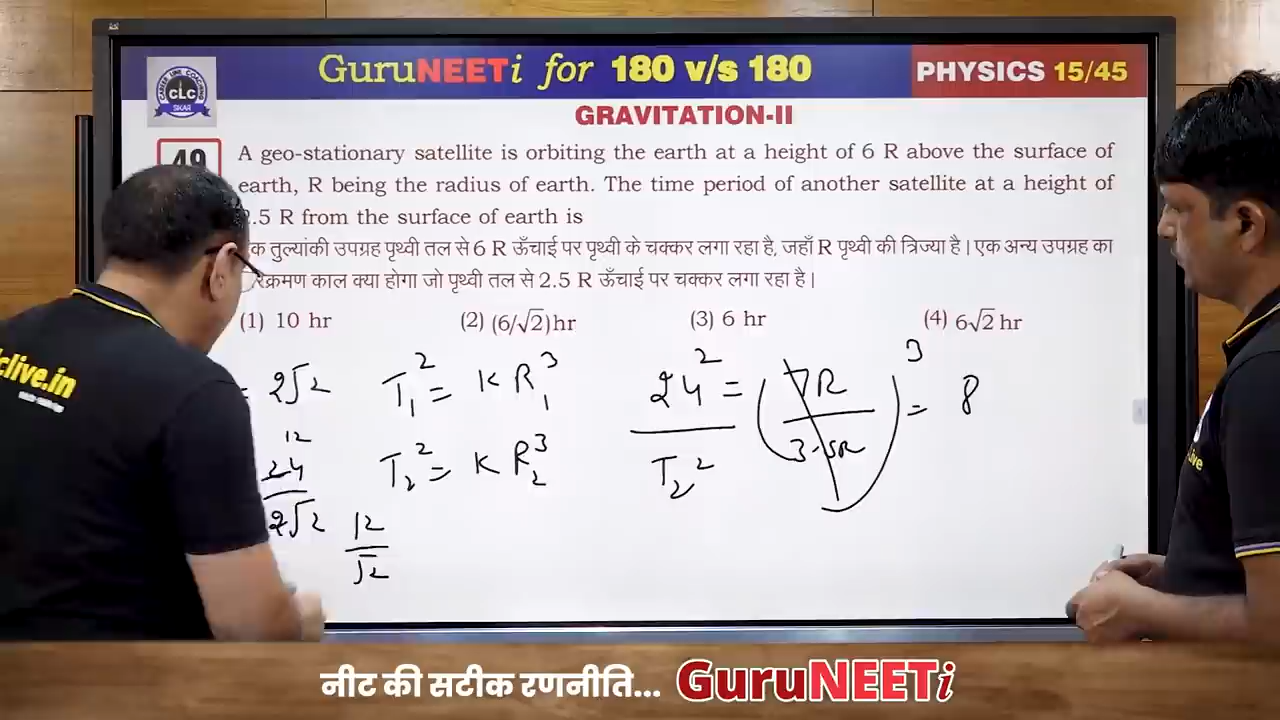 GuruNEETi for 180 v/s 180
PHYSICS 15/45
CLC
SIKAR
GRAVITATION-II
49
A geo-stationary satellite is orbiting the earth at a height of 6 R above the surface of
earth, R being the radius of earth. The time period of another satellite at a height of
2.5 R from the surface of earth is
क तुल्यांकी उपग्रह पृथ्वी तल से 6 R ऊँचाई पर पृथ्वी के चक्कर लगा रहा है, जहाँ R पृथ्वी की त्रिज्या है। एक अन्य उपग्रह का
रिक्रमण काल क्या होगा जो पृथ्वी तल से 2.5 R ऊँचाई पर चक्कर लगा रहा है।
(1) 10 hr (2) (6/√2)hr (3) 6 hr (4) 6√2 hr
= 2√2
T₁² = K R₁³
24² / T₂² = (7R / 3.5R)³ = 8
T₂² = K R₂³
12
24 / 2√2
12 / √2
clive.in
नीट की सटीक रणनीति... GuruNEETi